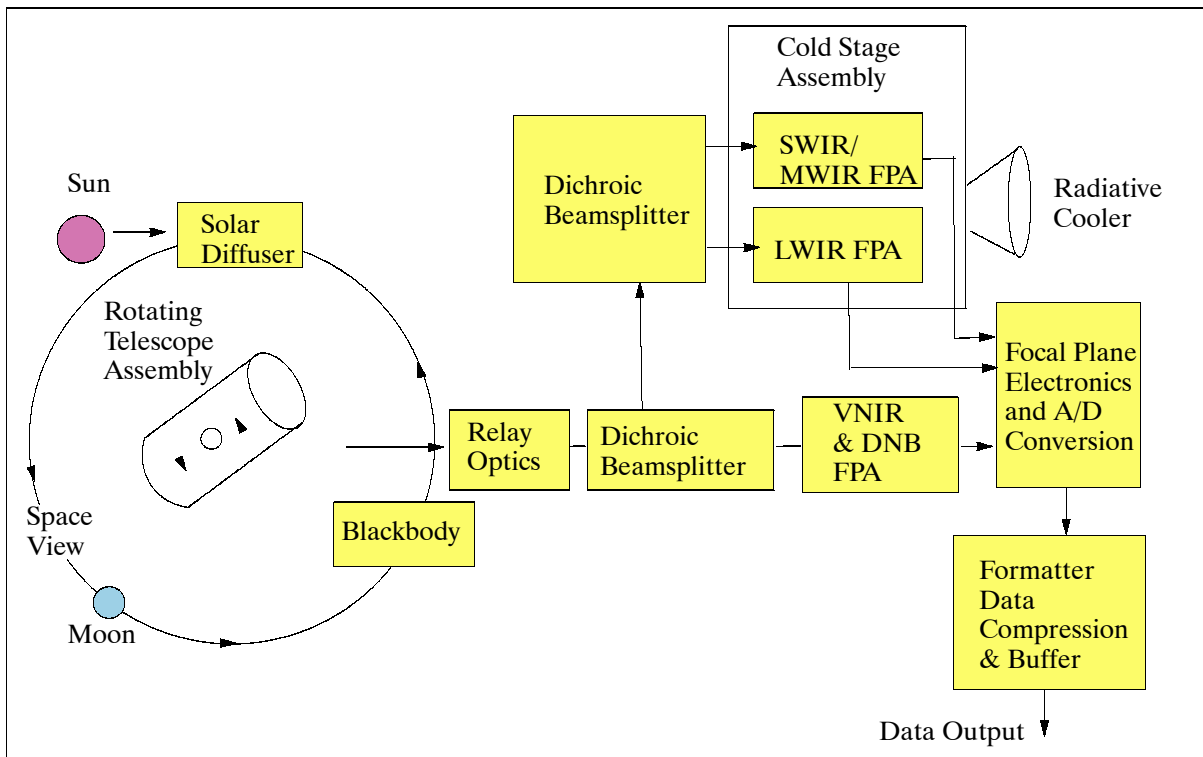 Cold Stage
Assembly
SWIR/
MWIR FPA
Dichroic
Beamsplitter
LWIR FPA
Radiative
Cooler
Sun
Solar
Diffuser
Rotating
Telescope
Assembly
Space
View
Moon
Blackbody
Relay
Optics
Dichroic
Beamsplitter
VNIR
& DNB
FPA
Focal Plane
Electronics
and A/D
Conversion
Formatter
Data
Compression
& Buffer
Data Output